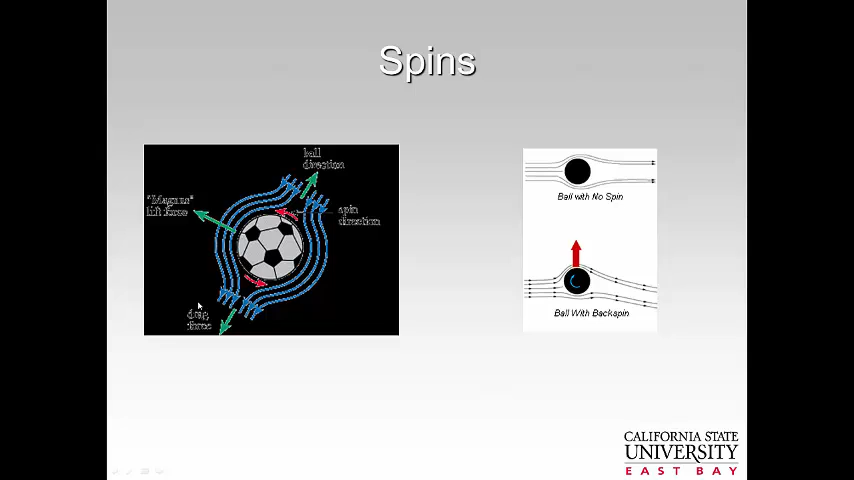 Spins
ball
direction
"Magnus"
lift force
spin
direction
drag
force
Ball with No Spin
Ball With Backspin
CALIFORNIA STATE
UNIVERSITY
EAST BAY